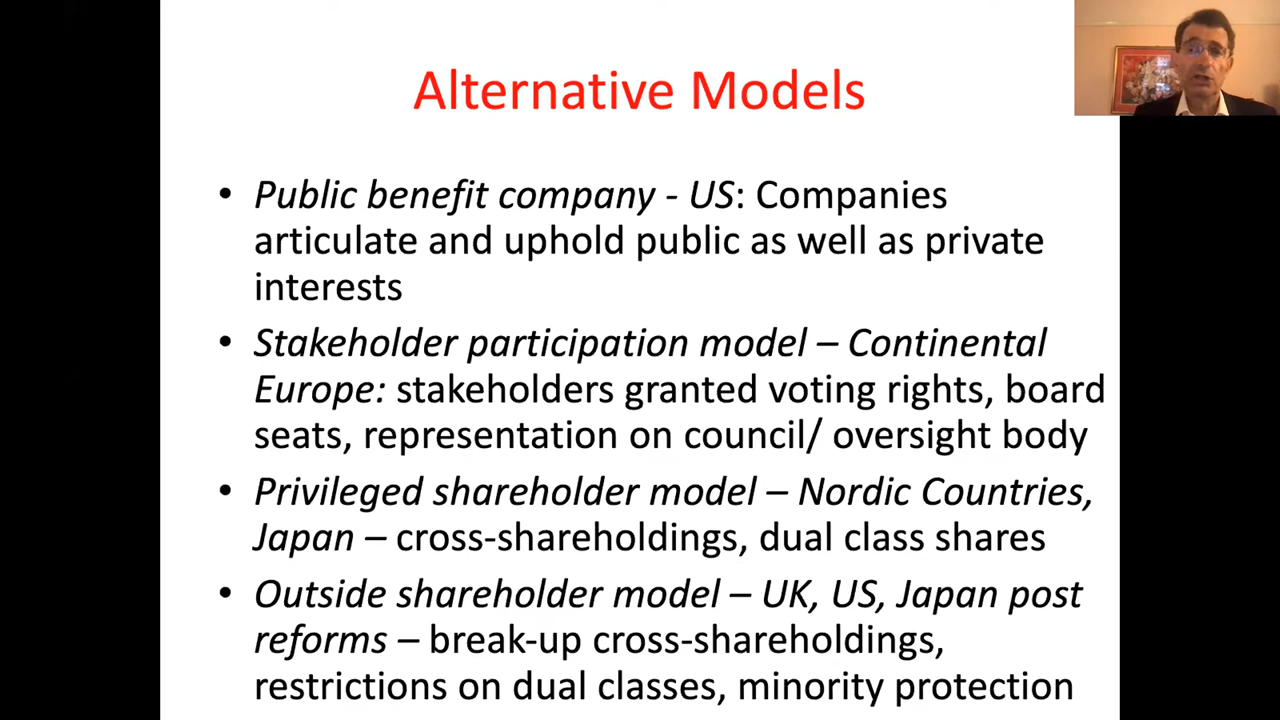 Alternative Models
• Public benefit company - US: Companies
articulate and uphold public as well as private
interests
• Stakeholder participation model – Continental
Europe: stakeholders granted voting rights, board
seats, representation on council/ oversight body
• Privileged shareholder model – Nordic Countries,
Japan – cross-shareholdings, dual class shares
• Outside shareholder model – UK, US, Japan post
reforms – break-up cross-shareholdings,
restrictions on dual classes, minority protection